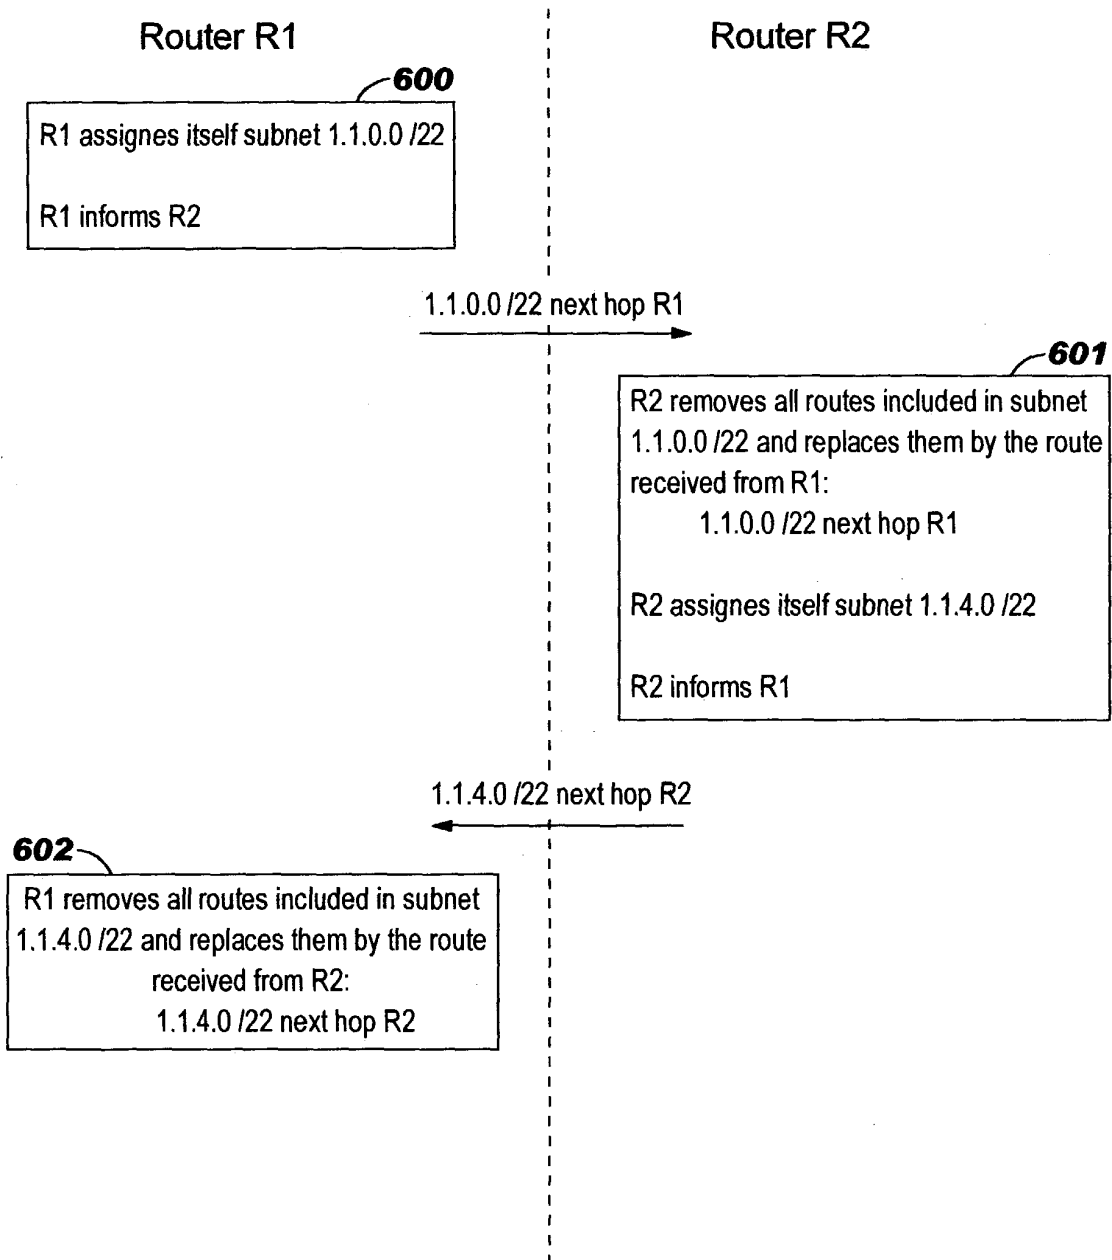 Router R1
Router R2
600
R1 assignes itself subnet 1.1.0.0 /22
R1 informs R2
1.1.0.0 /22 next hop R1
601
R2 removes all routes included in subnet
1.1.0.0 /22 and replaces them by the route
received from R1:
1.1.0.0 /22 next hop R1
R2 assignes itself subnet 1.1.4.0 /22
R2 informs R1
1.1.4.0 /22 next hop R2
602
R1 removes all routes included in subnet
1.1.4.0 /22 and replaces them by the route
received from R2:
1.1.4.0 /22 next hop R2